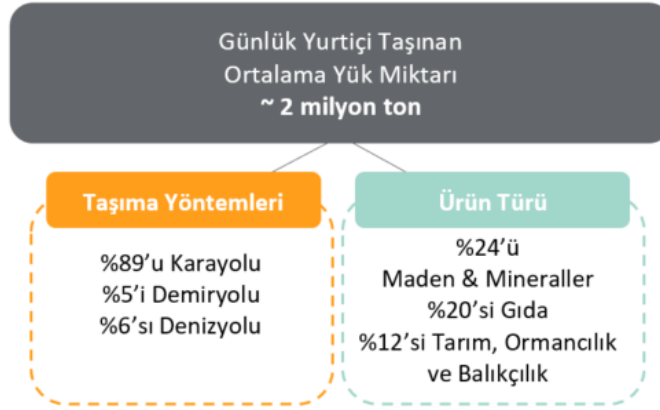 Günlük Yurtiçi Taşınan
Ortalama Yük Miktarı
~ 2 milyon ton
Taşıma Yöntemleri
%89'u Karayolu
%5'i Demiryolu
%6'sı Denizyolu
Ürün Türü
%24'ü
Maden & Mineraller
%20'si Gıda
%12'si Tarım, Ormancılık
ve Balıkçılık